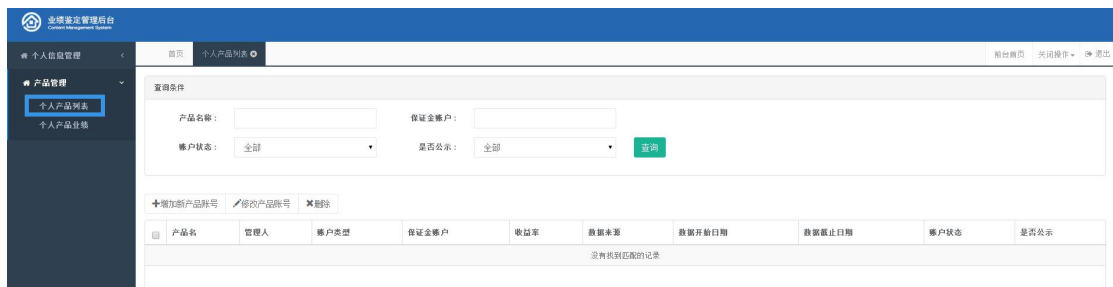 业绩鉴定管理后台
Content Management System
个人信息管理
首页 个人产品列表
前台首页 关闭操作 退出
产品管理
个人产品列表
个人产品业绩
查询条件
产品名称： 保证金账户：
账户状态： 全部 是否公示： 全部 查询
增加新产品账号 修改产品账号 删除
产品名 管理人 账户类型 保证金账户 收益率 数据来源 数据开始日期 数据截止日期 账户状态 是否公示
没有找到匹配的记录